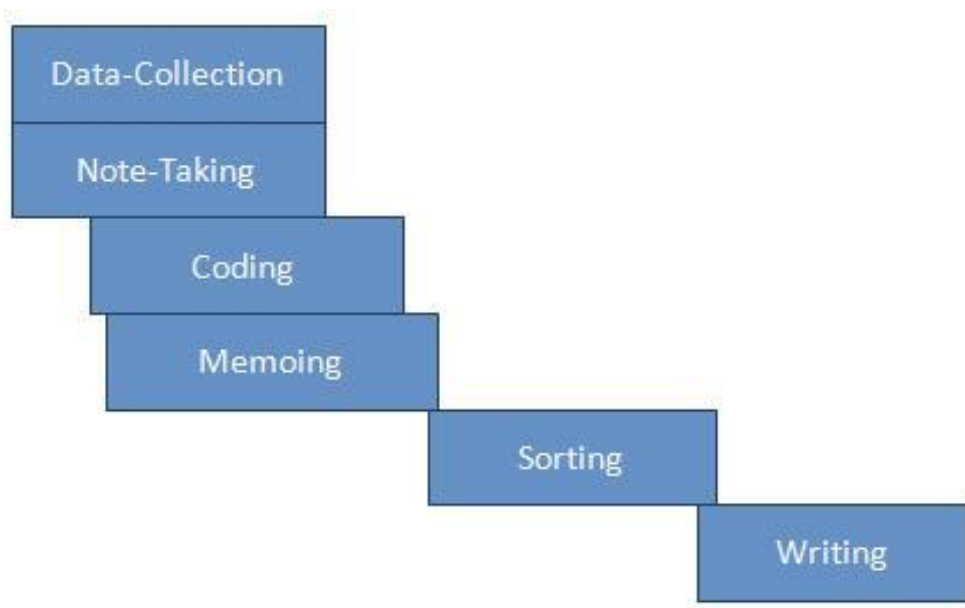 Data-Collection
Note-Taking
Coding
Memoing
Sorting
Writing